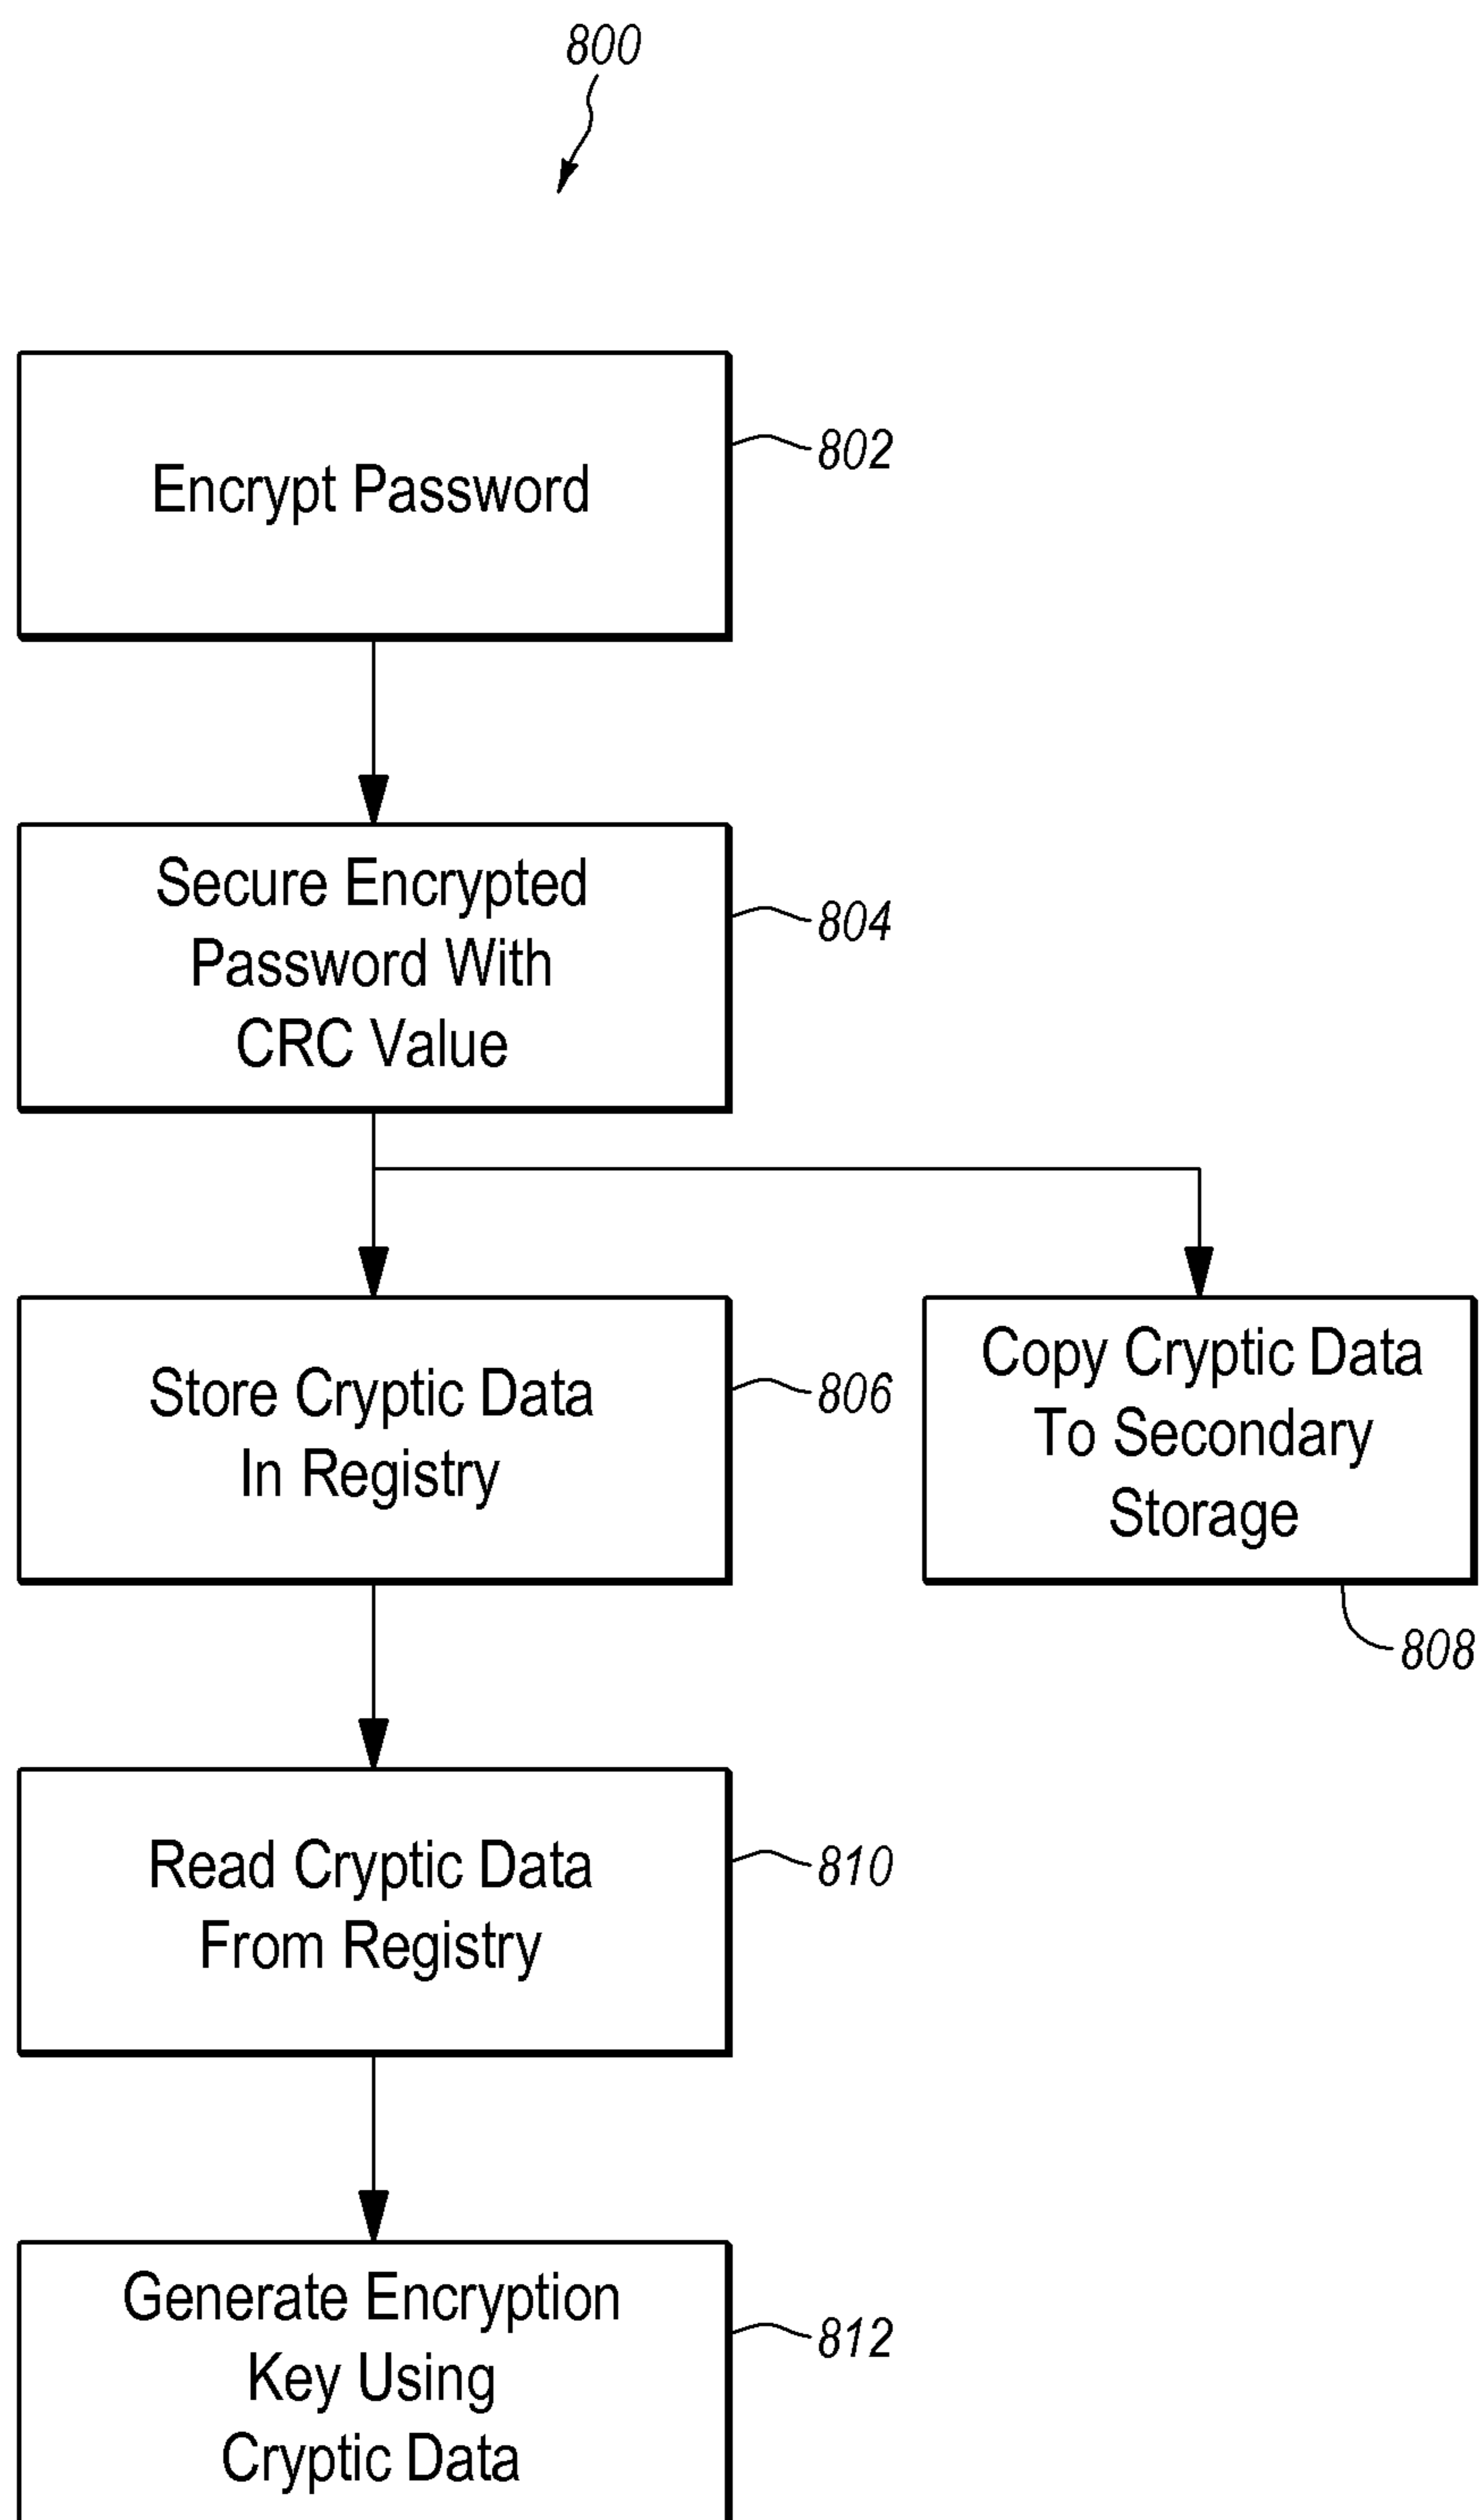 800
Encrypt Password
802
Secure Encrypted
Password With
CRC Value
804
Store Cryptic Data
In Registry
806
Copy Cryptic Data
To Secondary
Storage
808
Read Cryptic Data
From Registry
810
Generate Encryption
Key Using
Cryptic Data
812